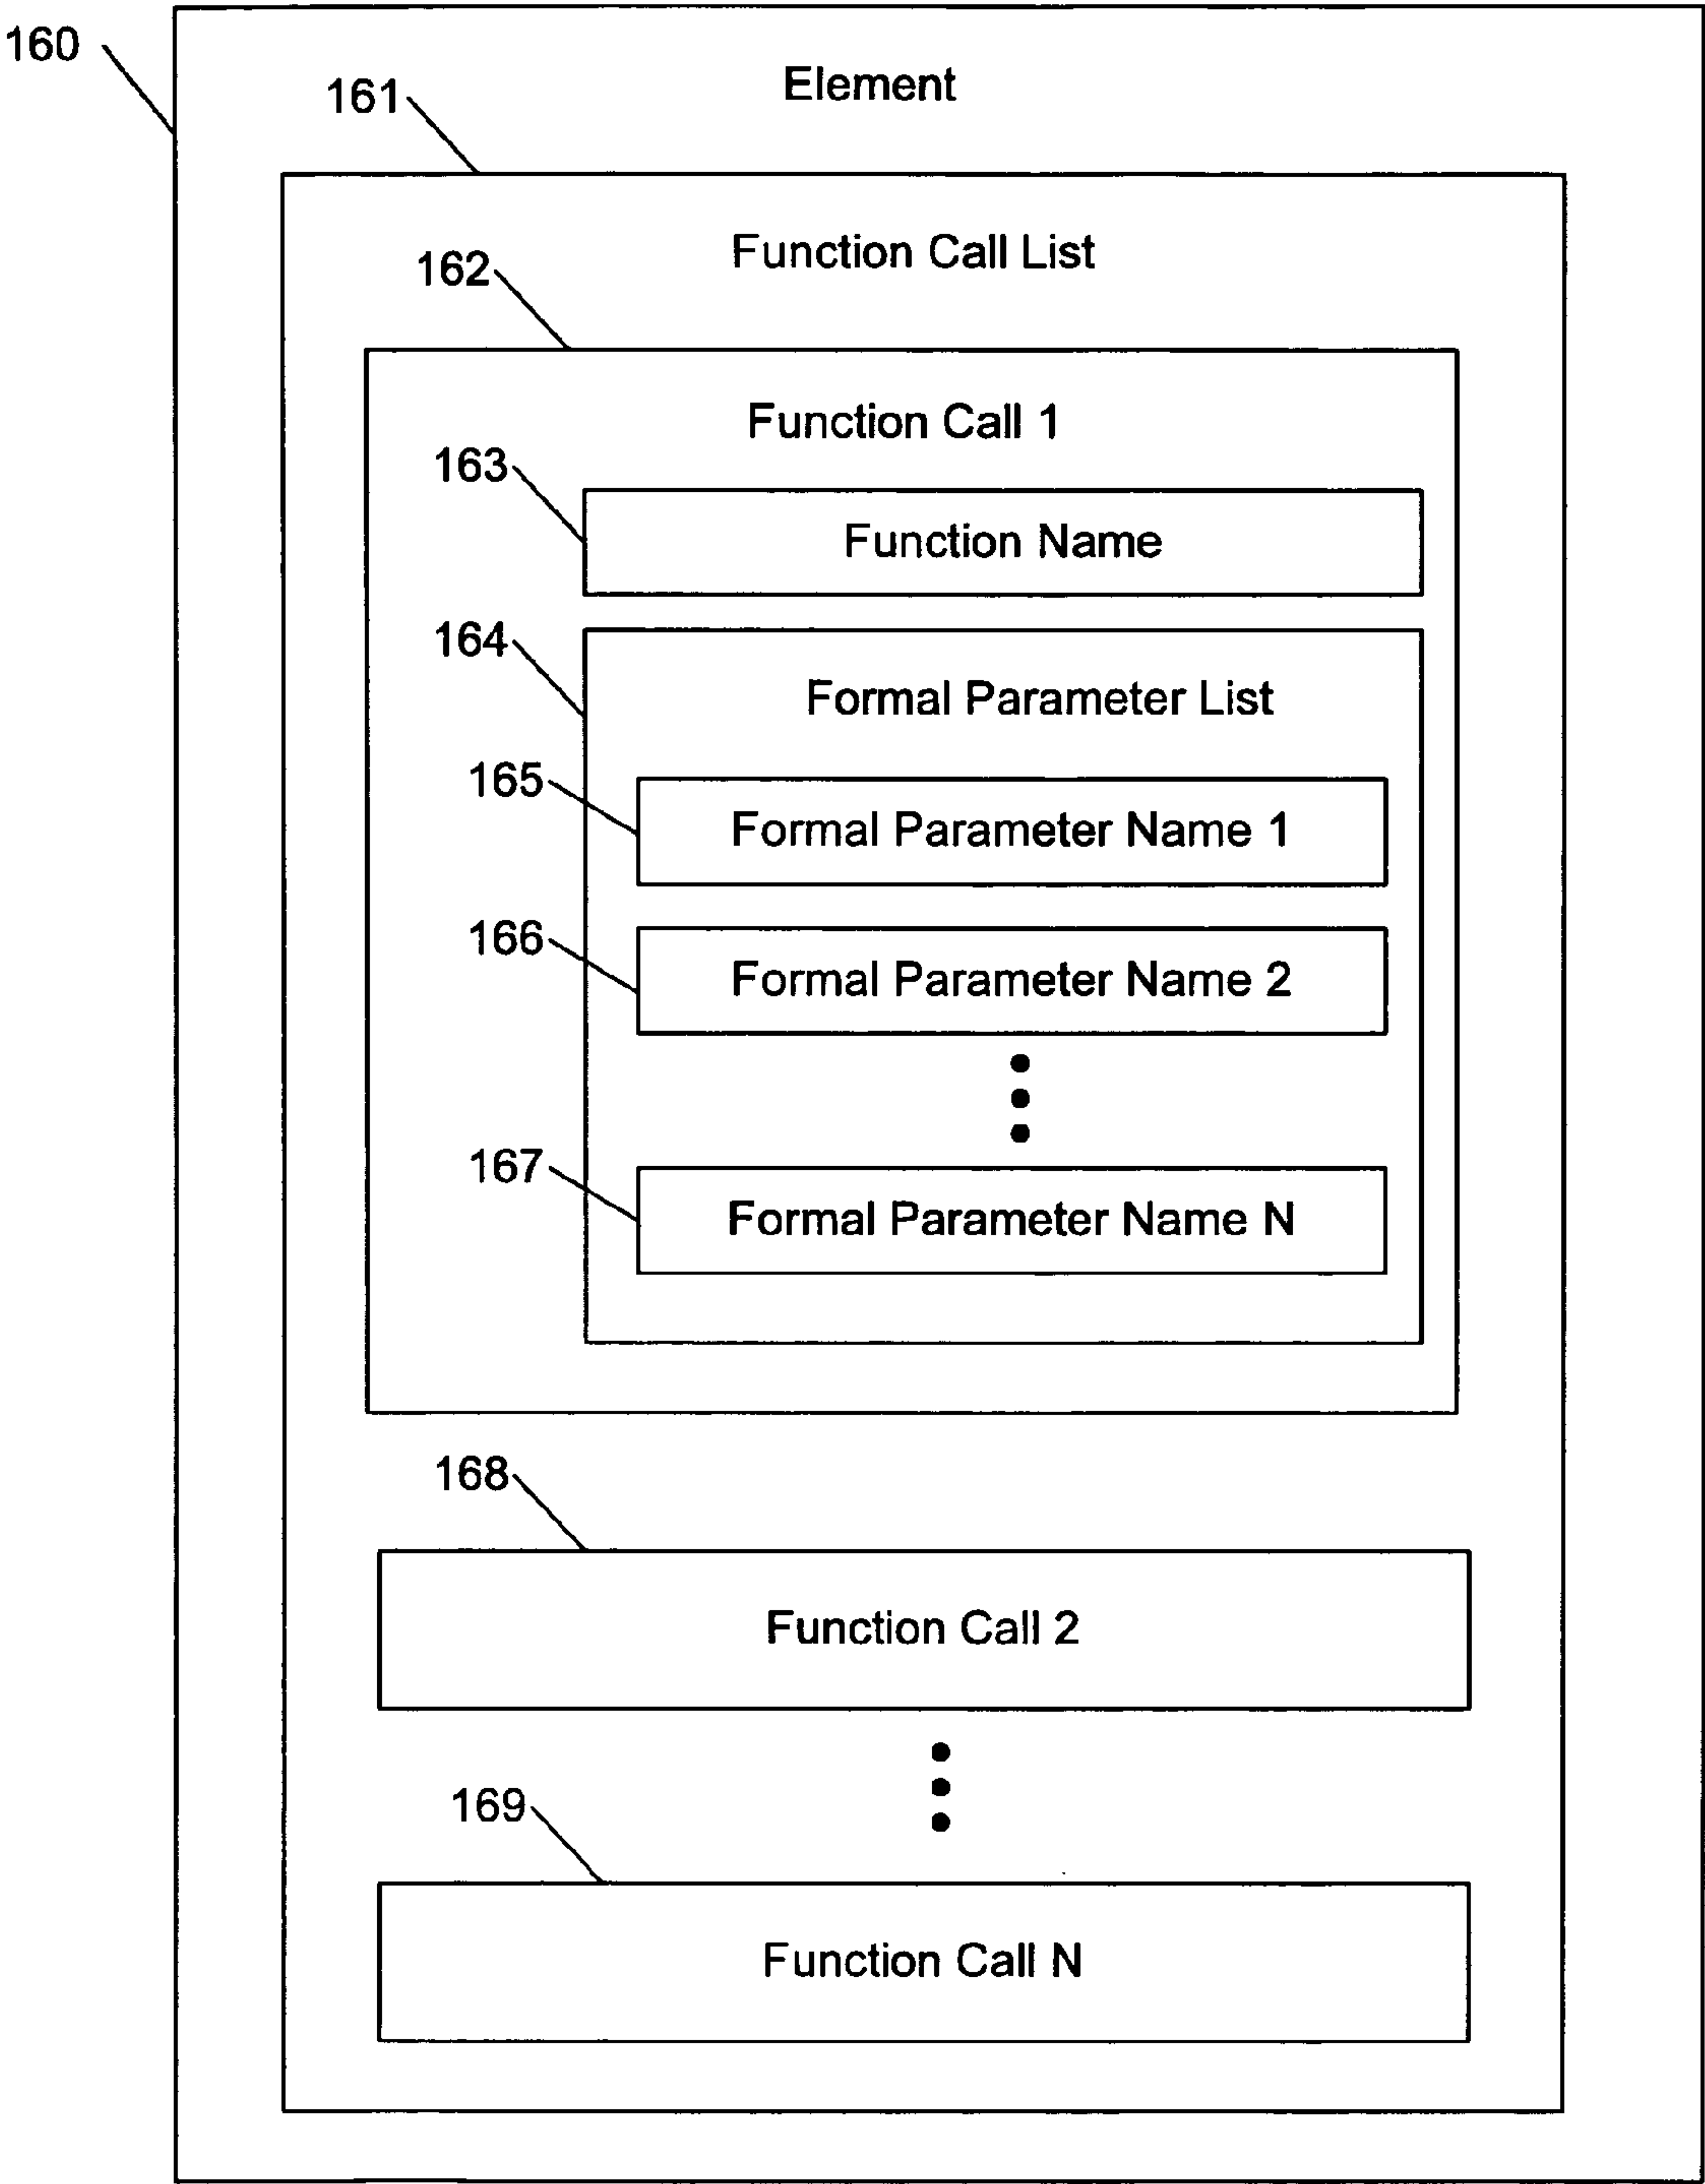 160
Element
161
Function Call List
162
Function Call 1
163
Function Name
164
Formal Parameter List
165
Formal Parameter Name 1
166
Formal Parameter Name 2
167
Formal Parameter Name N
168
Function Call 2
169
Function Call N